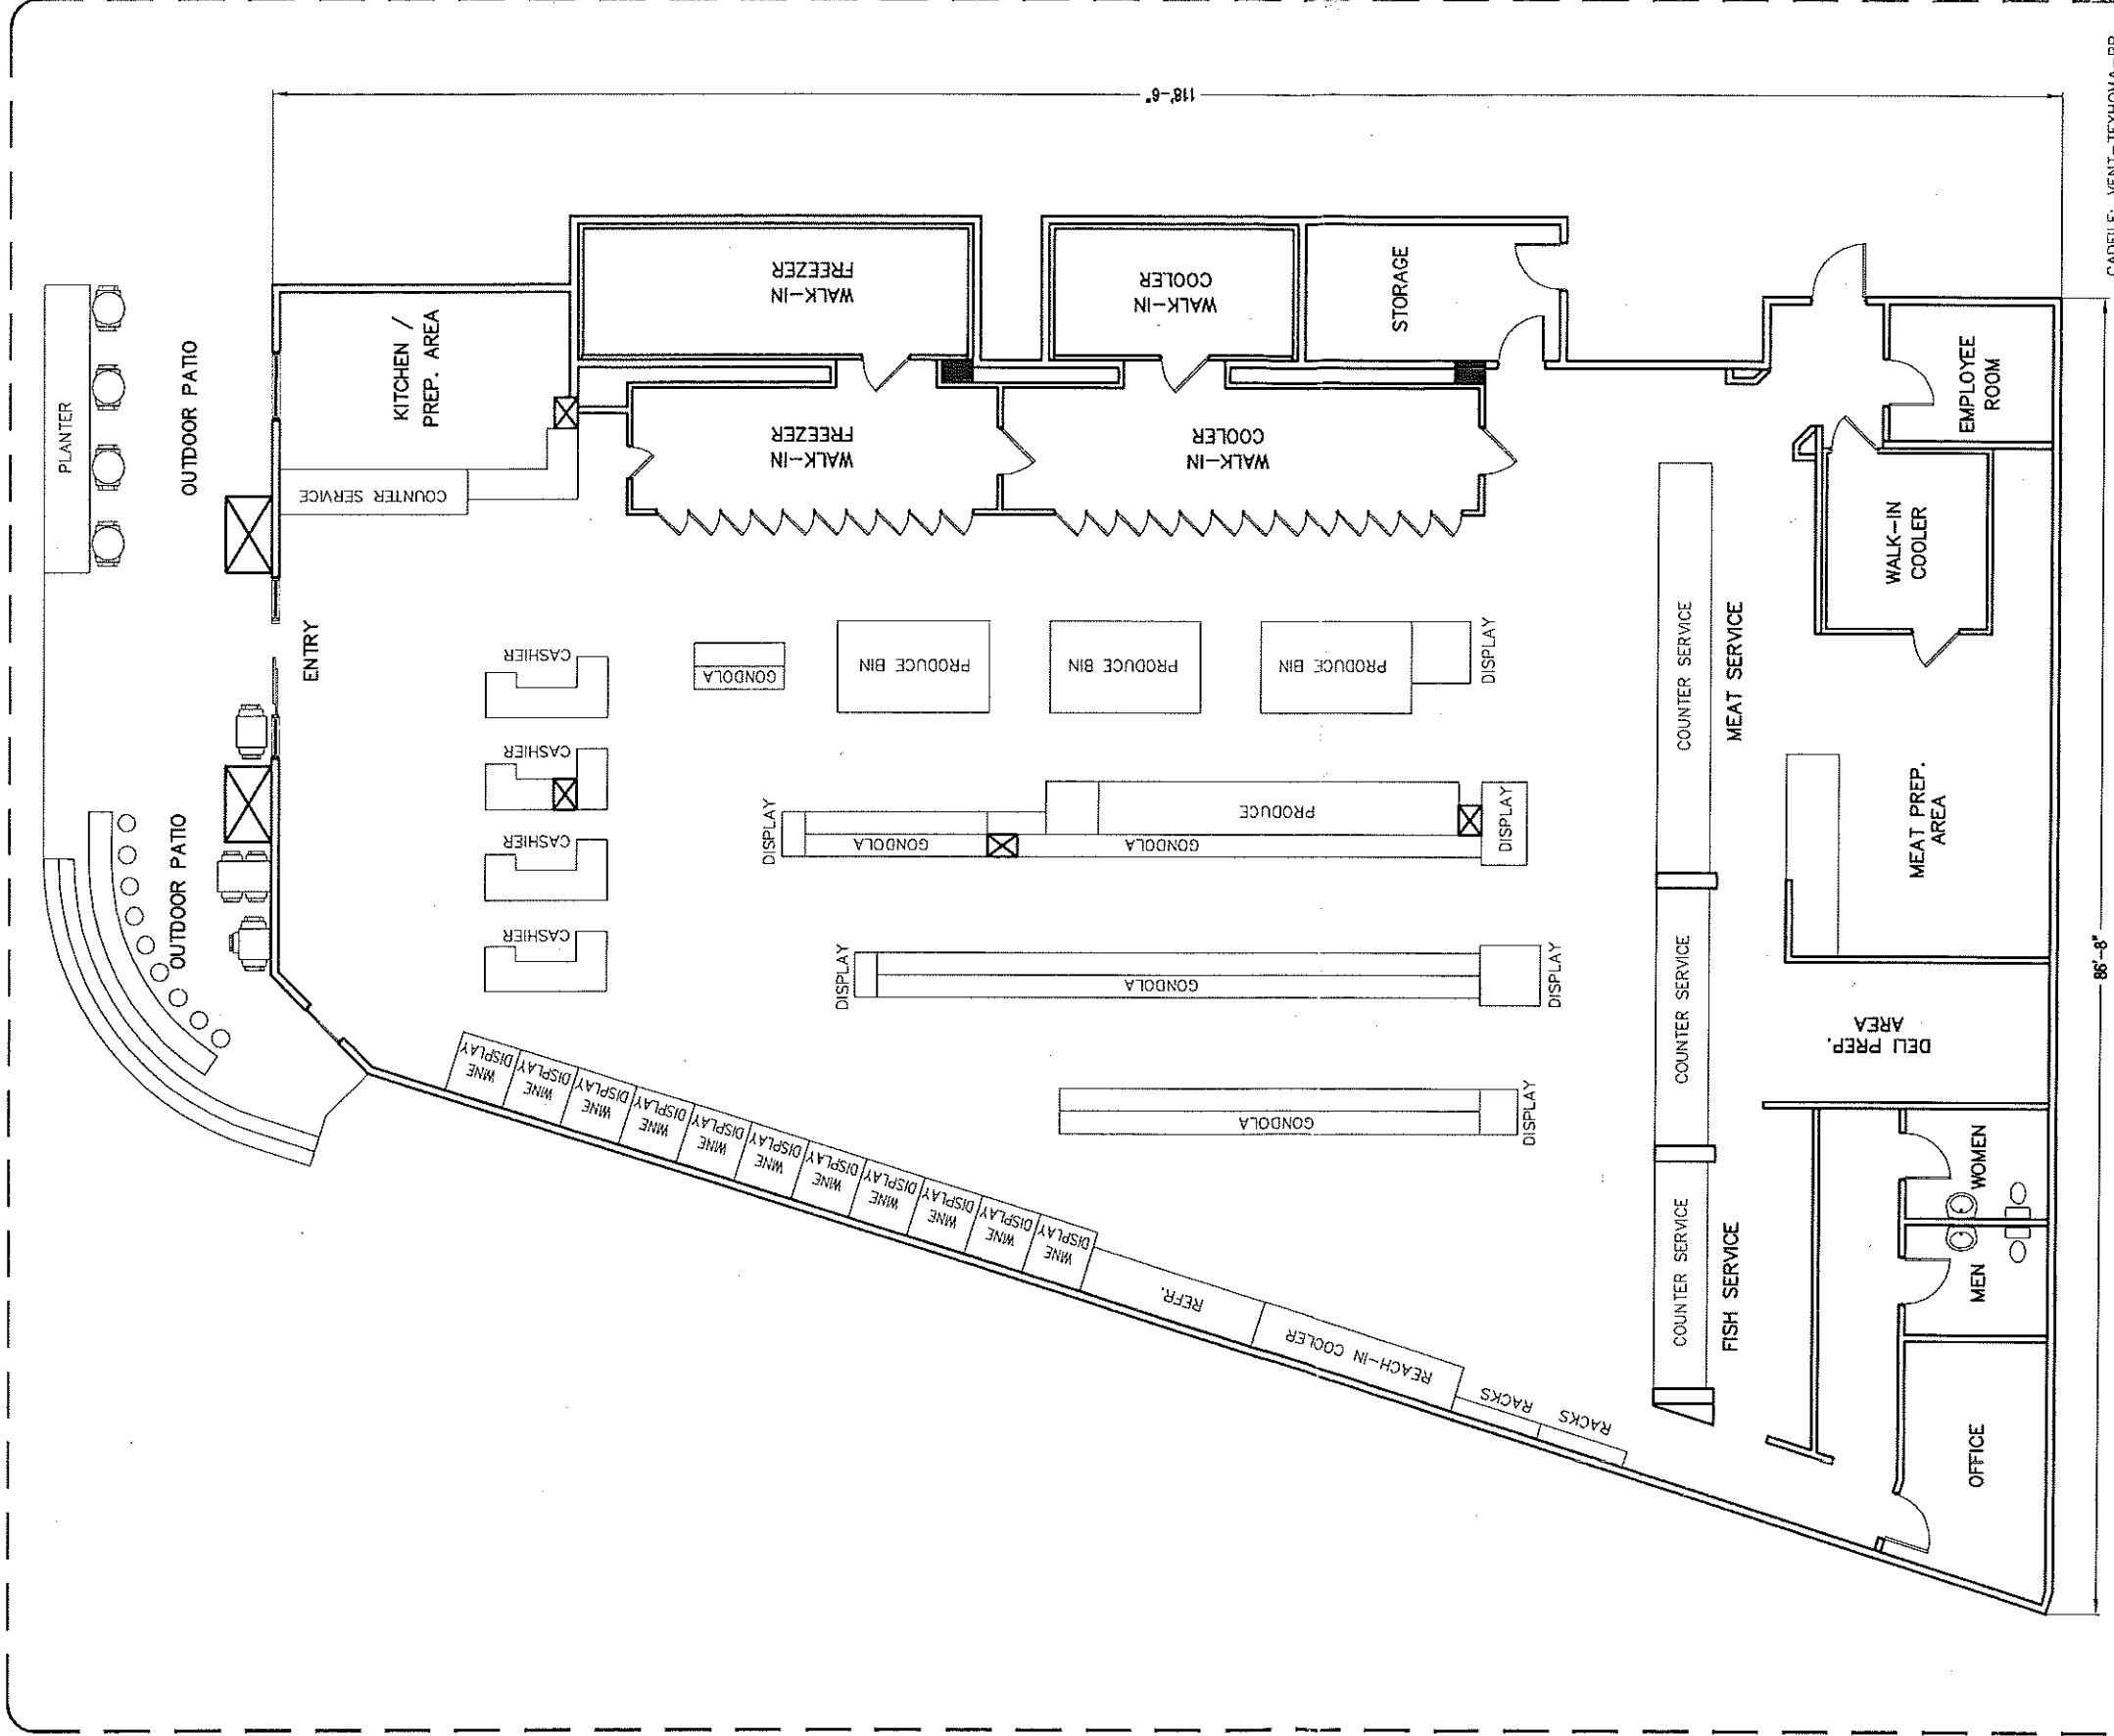 118'-6"
PLANTER
OUTDOOR PATIO
OUTDOOR PATIO
ENTRY
KITCHEN /
PREP. AREA
COUNTER SERVICE
WALK-IN
FREEZER
WALK-IN
COOLER
STORAGE
WALK-IN
FREEZER
WALK-IN
COOLER
EMPLOYEE
ROOM
WALK-IN
COOLER
CASHIER
CASHIER
CASHIER
CASHIER
GONDOLA
PRODUCE BIN
PRODUCE BIN
PRODUCE BIN
DISPLAY
DISPLAY
GONDOLA
GONDOLA
PRODUCE
DISPLAY
DISPLAY
GONDOLA
DISPLAY
GONDOLA
DISPLAY
WINE
DISPLAY
WINE
DISPLAY
WINE
DISPLAY
WINE
DISPLAY
WINE
DISPLAY
WINE
DISPLAY
WINE
DISPLAY
WINE
DISPLAY
WINE
DISPLAY
WINE
DISPLAY
WINE
DISPLAY
REFR.
REACH-IN COOLER
RACKS
RACKS
COUNTER SERVICE
MEAT SERVICE
COUNTER SERVICE
COUNTER SERVICE
FISH SERVICE
MEAT PREP.
AREA
DELI PREP.
AREA
WOMEN
MEN
OFFICE
86'-8"